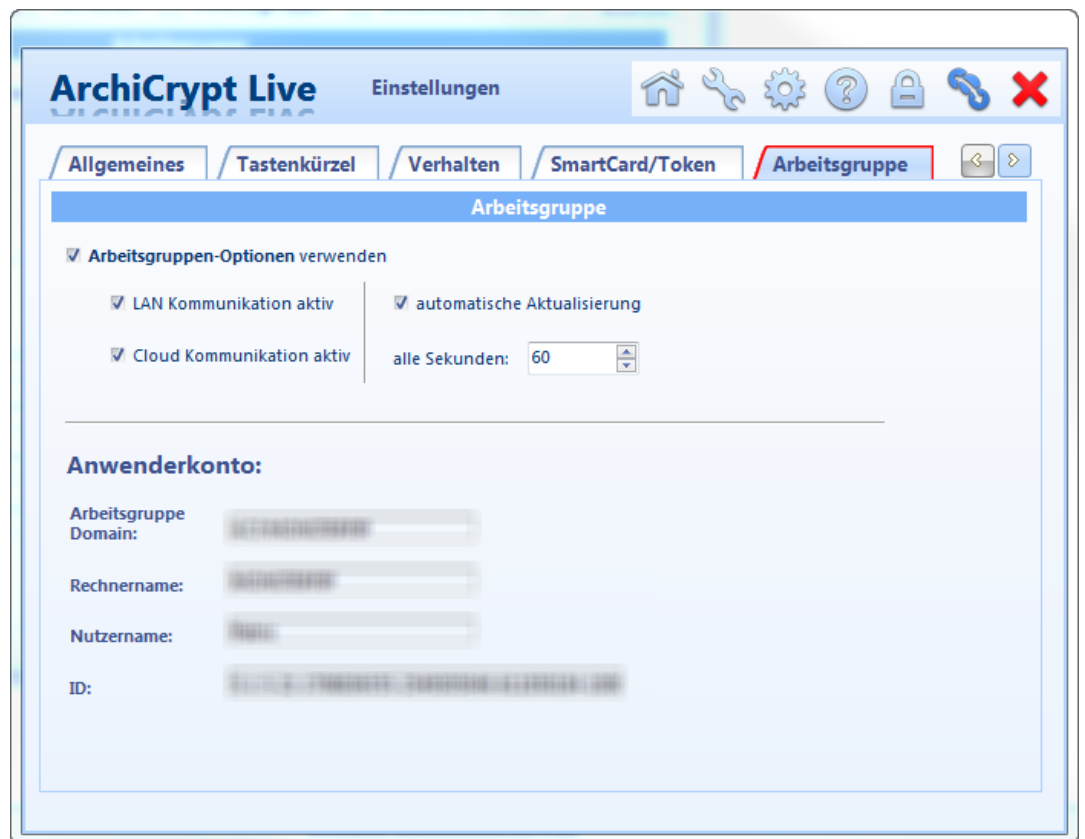 ArchiCrypt Live Einstellungen
Allgemeines Tastenkürzel Verhalten SmartCard/Token Arbeitsgruppe
Arbeitsgruppe
Arbeitsgruppen-Optionen verwenden
LAN Kommunikation aktiv automatische Aktualisierung
Cloud Kommunikation aktiv alle Sekunden: 60
Anwenderkonto:
Arbeitsgruppe
Domain:
Rechnername:
Nutzername:
ID: